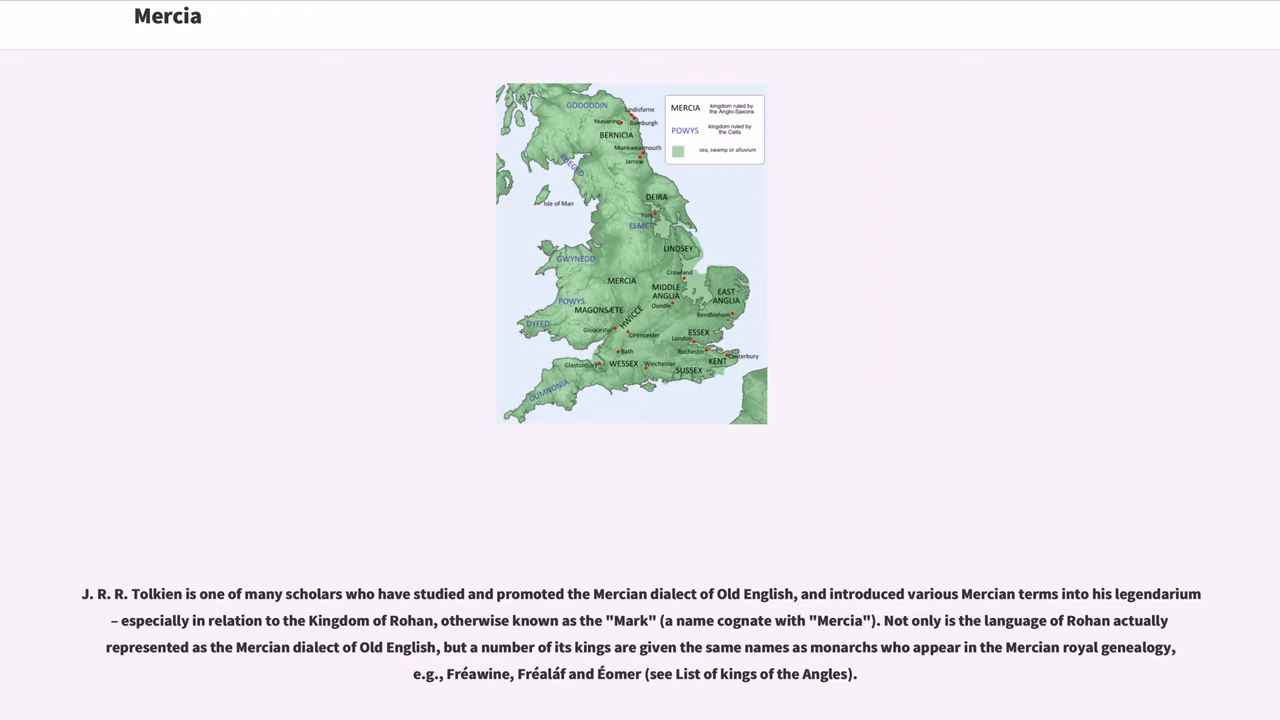 Mercia
GODODDIN
Lindisfarne
Yeavering
Bamburgh
BERNICIA
Monkwearmouth
Jarrow
RHEGED
MERCIA
kingdom ruled by
the Anglo-Saxons
POWYS
kingdom ruled by
the Celts
sea, swamp or alluvium
Isle of Man
DEIRA
York
ELMET
LINDSEY
GWYNEDD
Crowland
MERCIA
MIDDLE
ANGLIA
EAST
ANGLIA
Oundle
POWYS
MAGONSÆTE
HWICCE
Rendlesham
DYFED
Gloucester
Cirencester
ESSEX
London
Bath
Rochester
Canterbury
Glastonbury
WESSEX
Winchester
KENT
SUSSEX
DUMNONIA
J. R. R. Tolkien is one of many scholars who have studied and promoted the Mercian dialect of Old English, and introduced various Mercian terms into his legendarium
– especially in relation to the Kingdom of Rohan, otherwise known as the "Mark" (a name cognate with "Mercia"). Not only is the language of Rohan actually
represented as the Mercian dialect of Old English, but a number of its kings are given the same names as monarchs who appear in the Mercian royal genealogy,
e.g., Fréawine, Fréaláf and Éomer (see List of kings of the Angles).